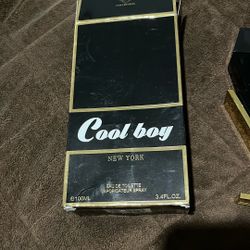 Cool boy
NEW YORK
EAU DE TOILETTE
VAPORISATEUR SPRAY
℮100ML
3.4FL.OZ.